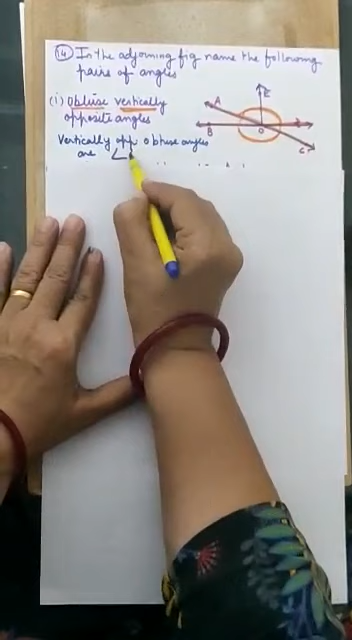 (14) In the adjoining fig name the following
pairs of angles
(i) Obtuse vertically
opposite angles
E
A
B
O
C
Vertically opp obtuse angles
are ∠